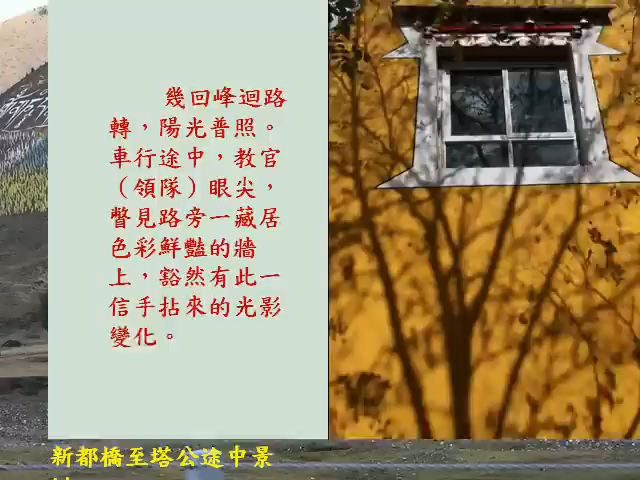 幾回峰迴路
轉，陽光普照。
車行途中，教官
（領隊）眼尖，
瞥見路旁一藏居
色彩鮮豔的牆
上，豁然有此一
信手拈來的光影
變化。
新都橋至塔公途中景